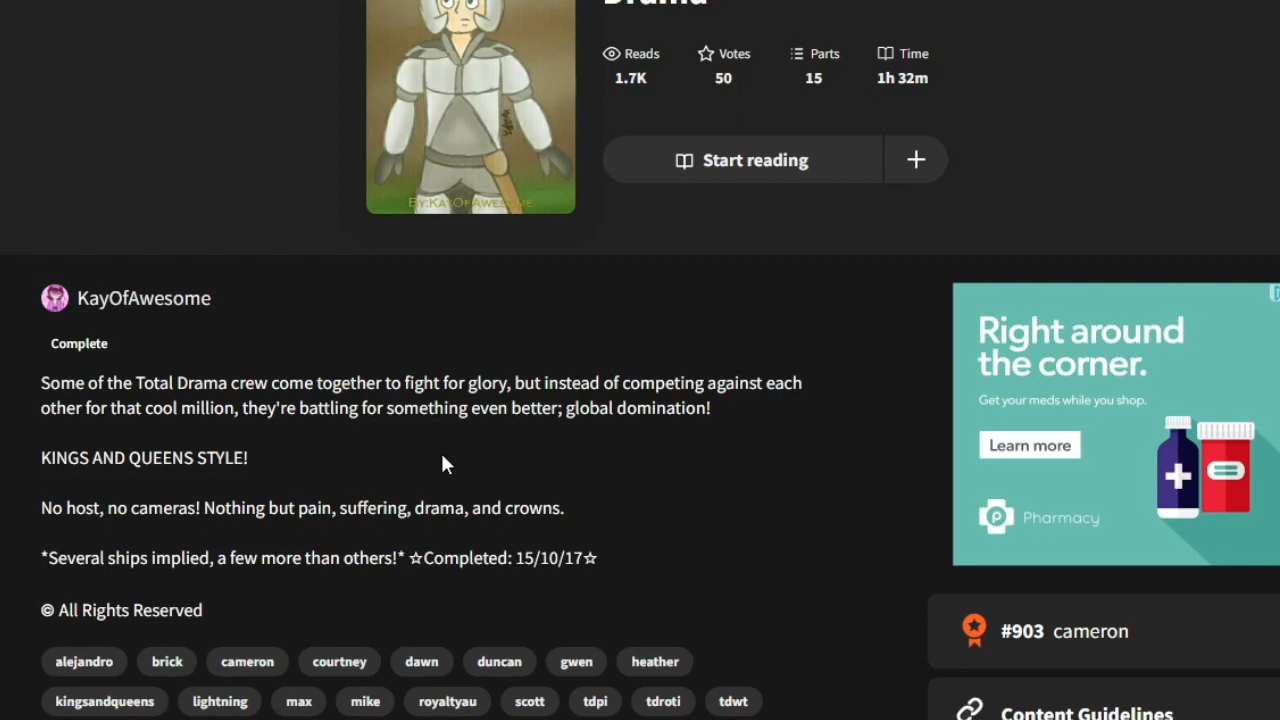 Drama
Reads Votes Parts Time
1.7K 50 15 1h 32m
Start reading
BY:KAYOFAWESOME
KayOfAwesome
Complete
Some of the Total Drama crew come together to fight for glory, but instead of competing against each
other for that cool million, they're battling for something even better; global domination!
KINGS AND QUEENS STYLE!
No host, no cameras! Nothing but pain, suffering, drama, and crowns.
*Several ships implied, a few more than others!* ☆Completed: 15/10/17☆
© All Rights Reserved
alejandro brick cameron courtney dawn duncan gwen heather
kingsandqueens lightning max mike royaltyau scott tdpi tdroti tdwt
Right around
the corner.
Get your meds while you shop.
Learn more
Pharmacy
#903 cameron
Content Guidelines